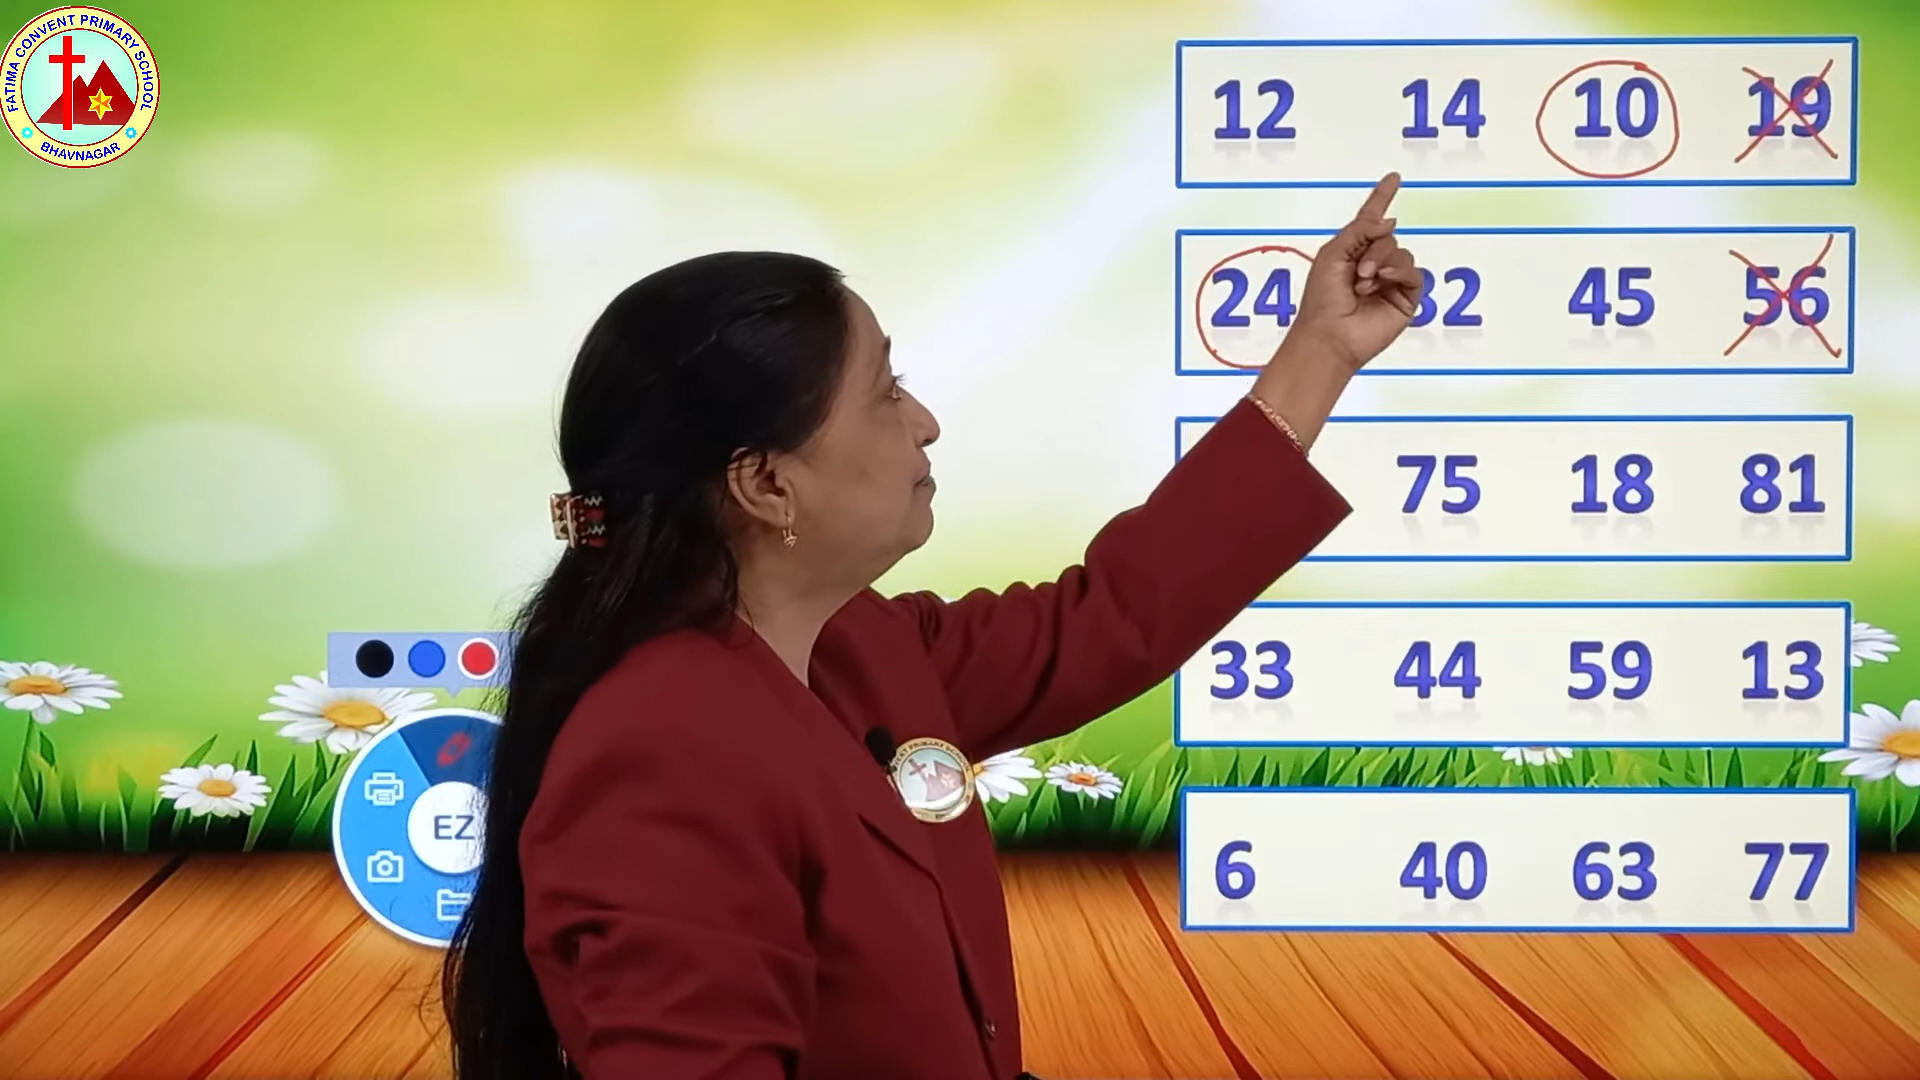 FATIMA CONVENT PRIMARY SCHOOL
BHAVNAGAR
12 14 10 19
24 32 45 56
75 18 81
33 44 59 13
EZ
6 40 63 77